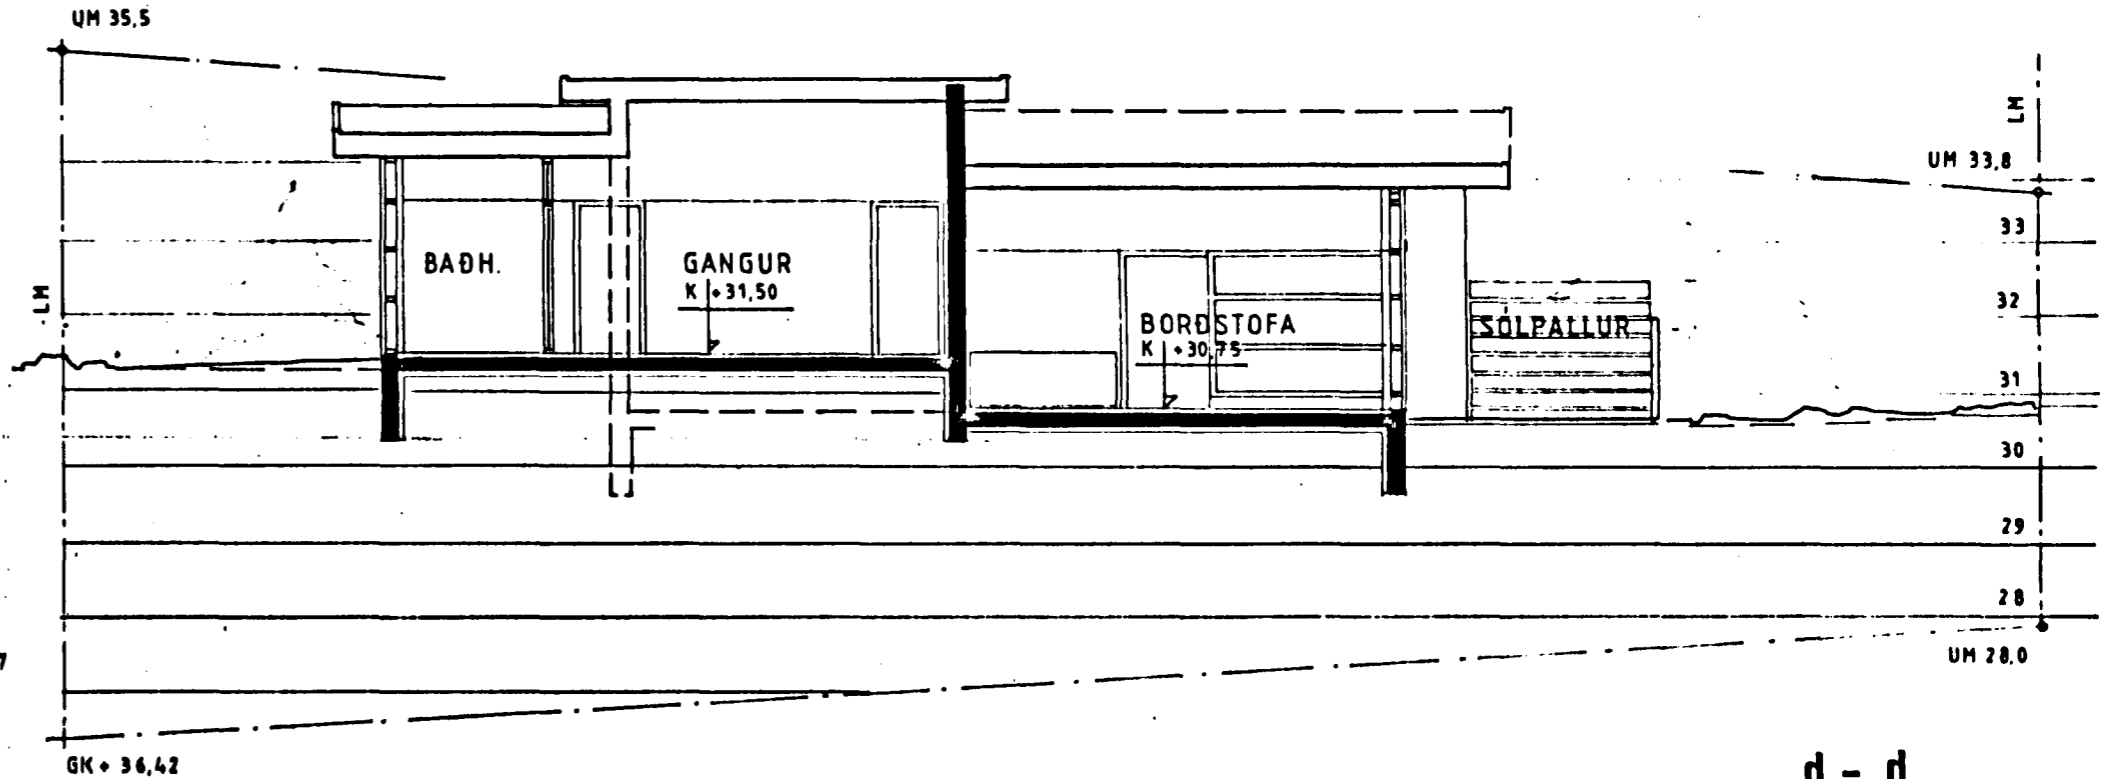 UM 35,5
LM
UM 33,8
33
BAÐH.
GANGUR
K +31,50
LM
32
BORÐSTOFA
K +30,75
SÓLPALLUR
31
30
29
28
UM 28,0
GK + 36,42
d - d